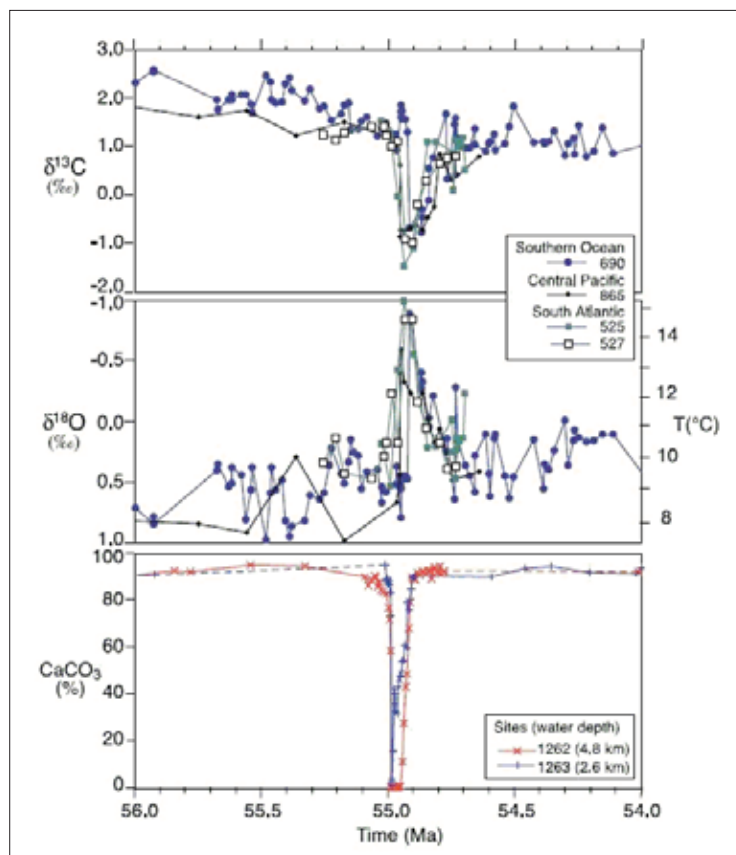 3.0
2.0
1.0
0.0
-1.0
-2.0
δ¹³C
(‰)
Southern Ocean
690
Central Pacific
865
South Atlantic
525
527
-1.0
-0.5
0.0
0.5
1.0
δ¹⁸O
(‰)
14
12
10
8
T(°C)
100
80
60
40
20
0
CaCO₃
(%)
Sites (water depth)
1262 (4.8 km)
1263 (2.6 km)
56.0 55.5 55.0 54.5 54.0
Time (Ma)